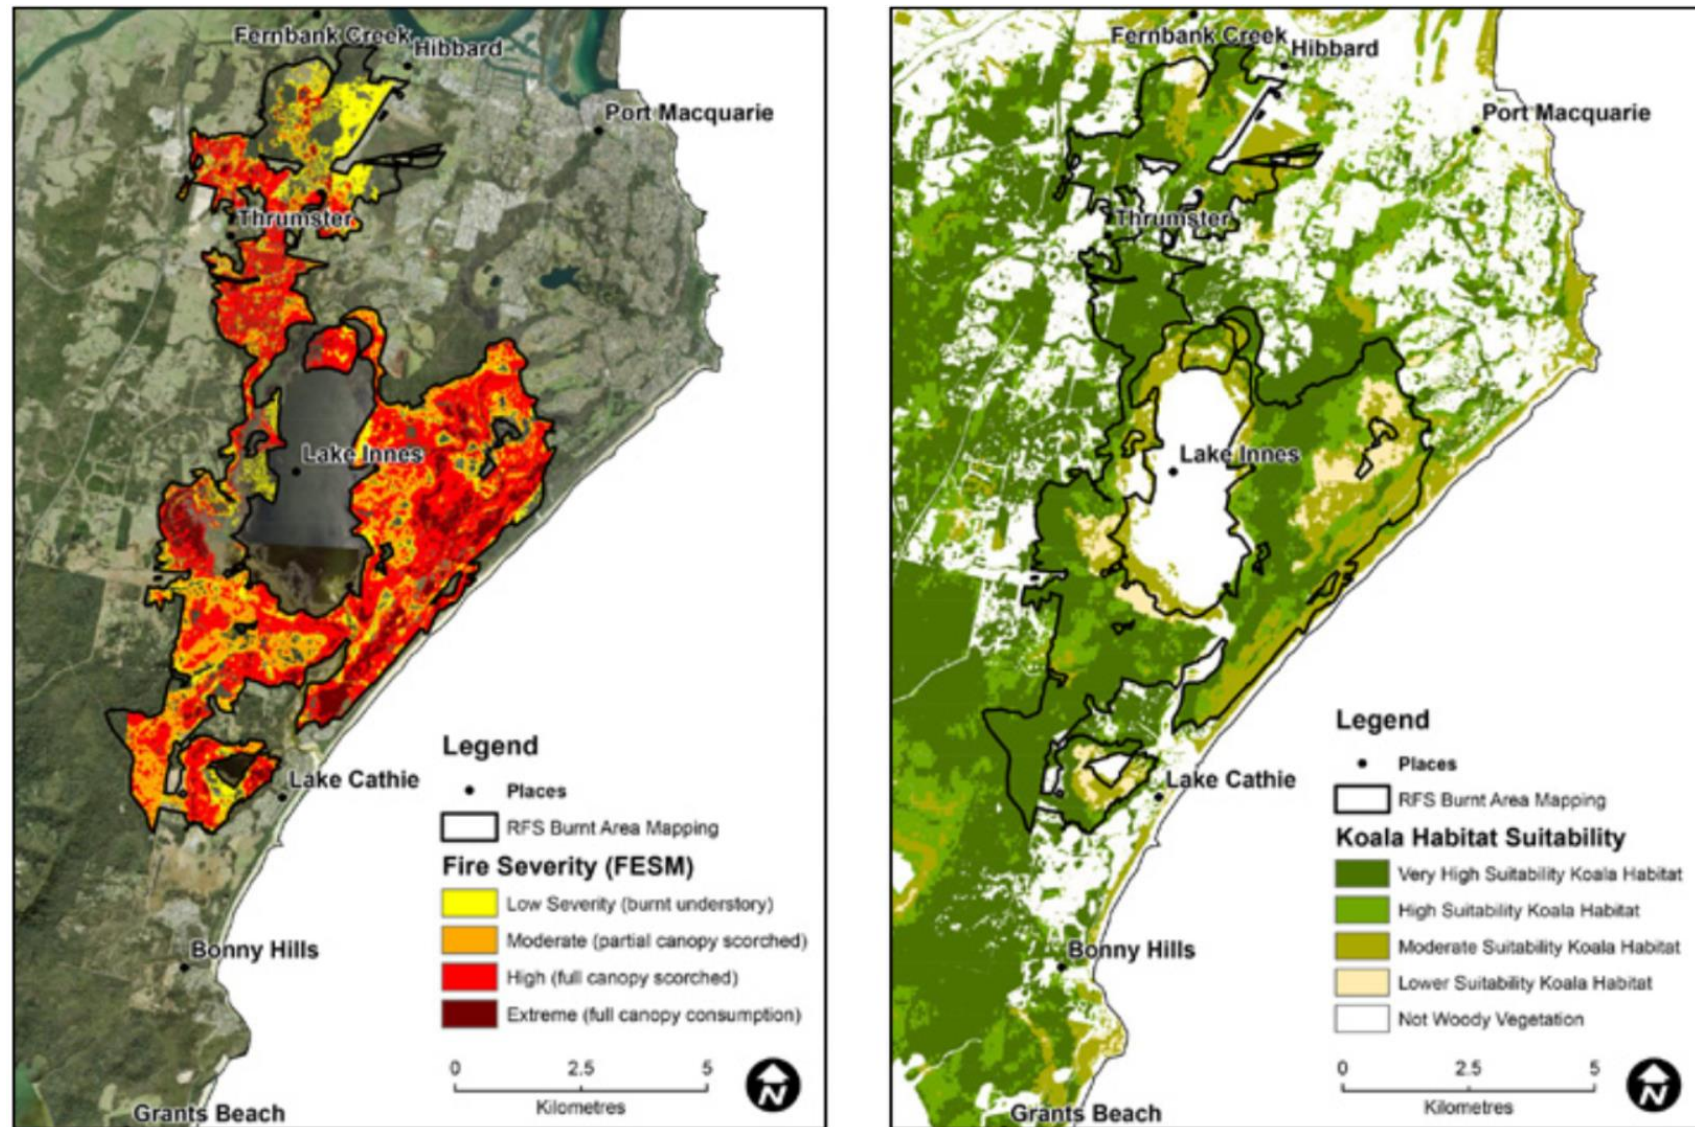 Fernbank Creek
Hibbard
Port Macquarie
Thrumster
Lake Innes
Legend
Places
RFS Burnt Area Mapping
Lake Cathie
Fire Severity (FESM)
Low Severity (burnt understory)
Moderate (partial canopy scorched)
High (full canopy scorched)
Extreme (full canopy consumption)
Bonny Hills
0 2.5 5
Kilometres
N
Grants Beach
Fernbank Creek
Hibbard
Port Macquarie
Thrumster
Lake Innes
Legend
Places
RFS Burnt Area Mapping
Lake Cathie
Koala Habitat Suitability
Very High Suitability Koala Habitat
High Suitability Koala Habitat
Moderate Suitability Koala Habitat
Lower Suitability Koala Habitat
Not Woody Vegetation
Bonny Hills
0 2.5 5
Kilometres
N
Grants Beach